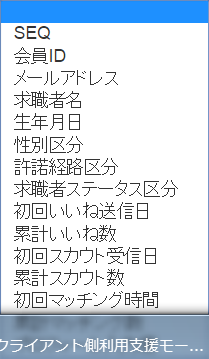 SEQ
会員ID
メールアドレス
求職者名
生年月日
性別区分
許諾経路区分
求職者ステータス区分
初回いいね送信日
累計いいね数
初回スカウト受信日
累計スカウト数
初回マッチング時間
クライアント側利用支援モー...